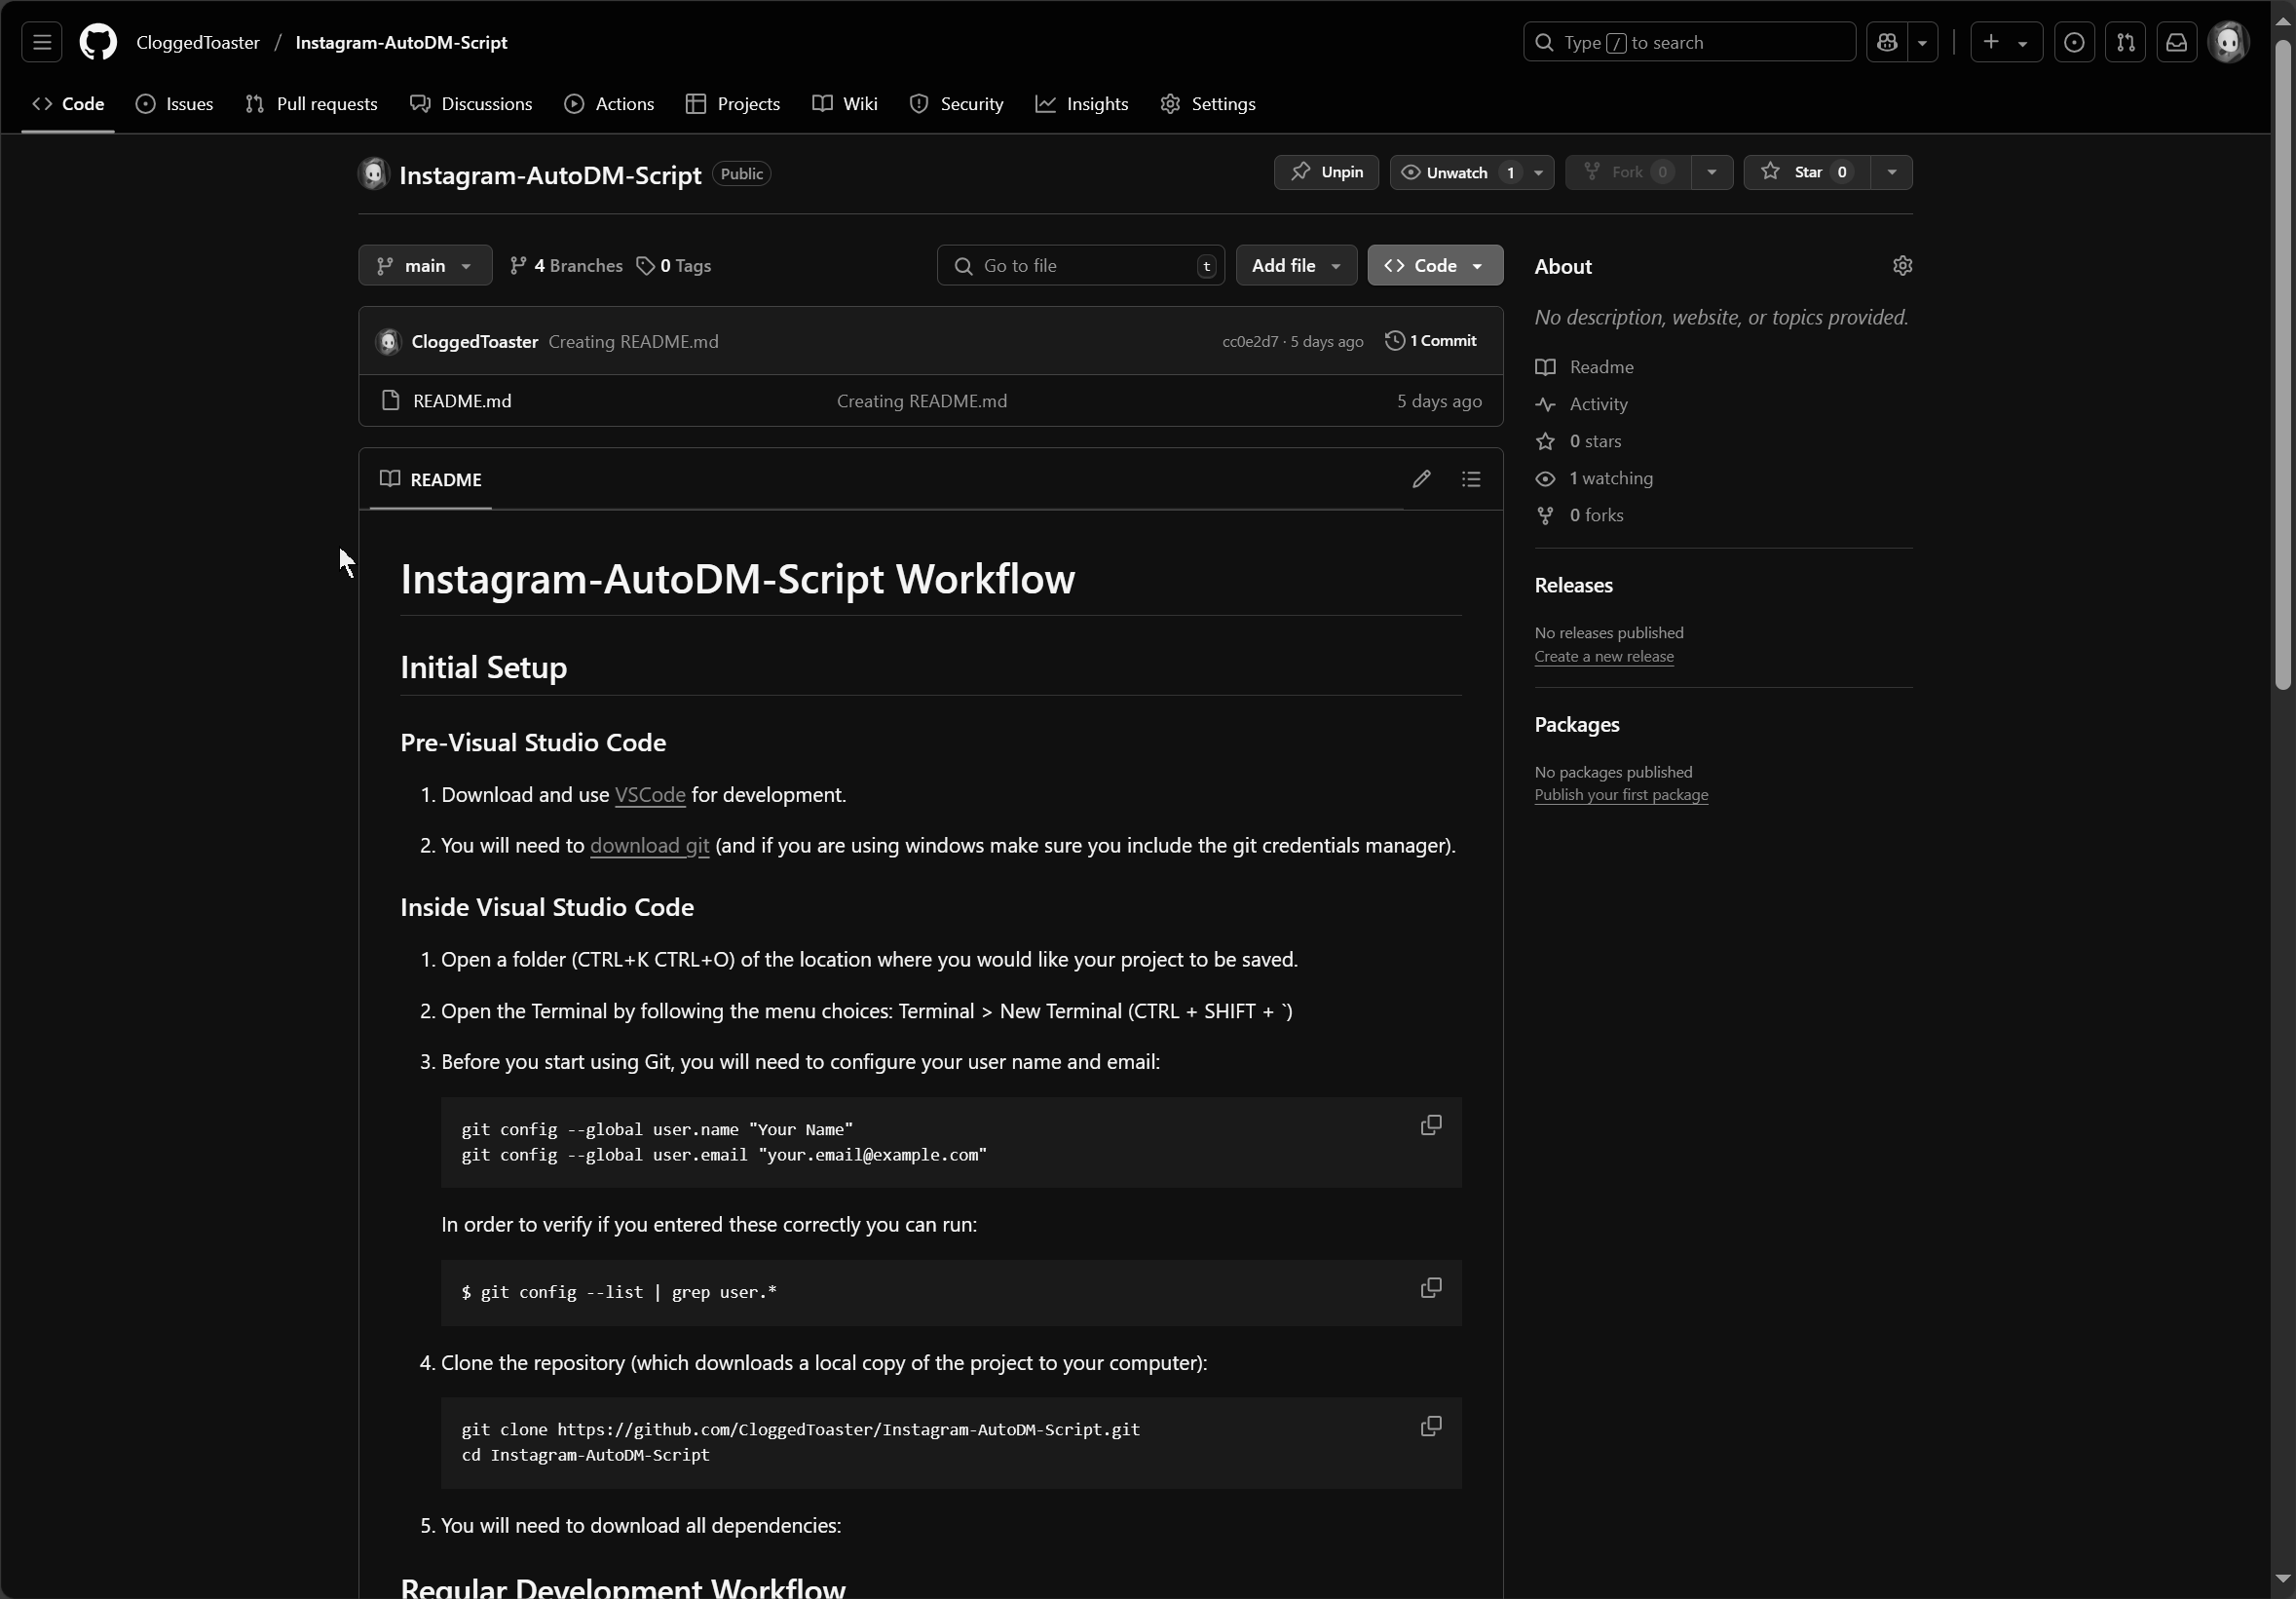 CloggedToaster / Instagram-AutoDM-Script
Type / to search
Code Issues Pull requests Discussions Actions Projects Wiki Security Insights Settings
Instagram-AutoDM-Script Public
Unpin Unwatch 1 Fork 0 Star 0
main 4 Branches 0 Tags
Go to file t Add file Code
About
No description, website, or topics provided.
CloggedToaster Creating README.md cc0e2d7 · 5 days ago 1 Commit
README.md Creating README.md 5 days ago
Readme
Activity
0 stars
1 watching
0 forks
Releases
No releases published
Create a new release
Packages
No packages published
Publish your first package
README
Instagram-AutoDM-Script Workflow
Initial Setup
Pre-Visual Studio Code
1. Download and use VSCode for development.
2. You will need to download git (and if you are using windows make sure you include the git credentials manager).
Inside Visual Studio Code
1. Open a folder (CTRL+K CTRL+O) of the location where you would like your project to be saved.
2. Open the Terminal by following the menu choices: Terminal > New Terminal (CTRL + SHIFT + `)
3. Before you start using Git, you will need to configure your user name and email:
git config --global user.name "Your Name"
git config --global user.email "your.email@example.com"
In order to verify if you entered these correctly you can run:
$ git config --list | grep user.*
4. Clone the repository (which downloads a local copy of the project to your computer):
git clone https://github.com/CloggedToaster/Instagram-AutoDM-Script.git
cd Instagram-AutoDM-Script
5. You will need to download all dependencies:
Regular Development Workflow